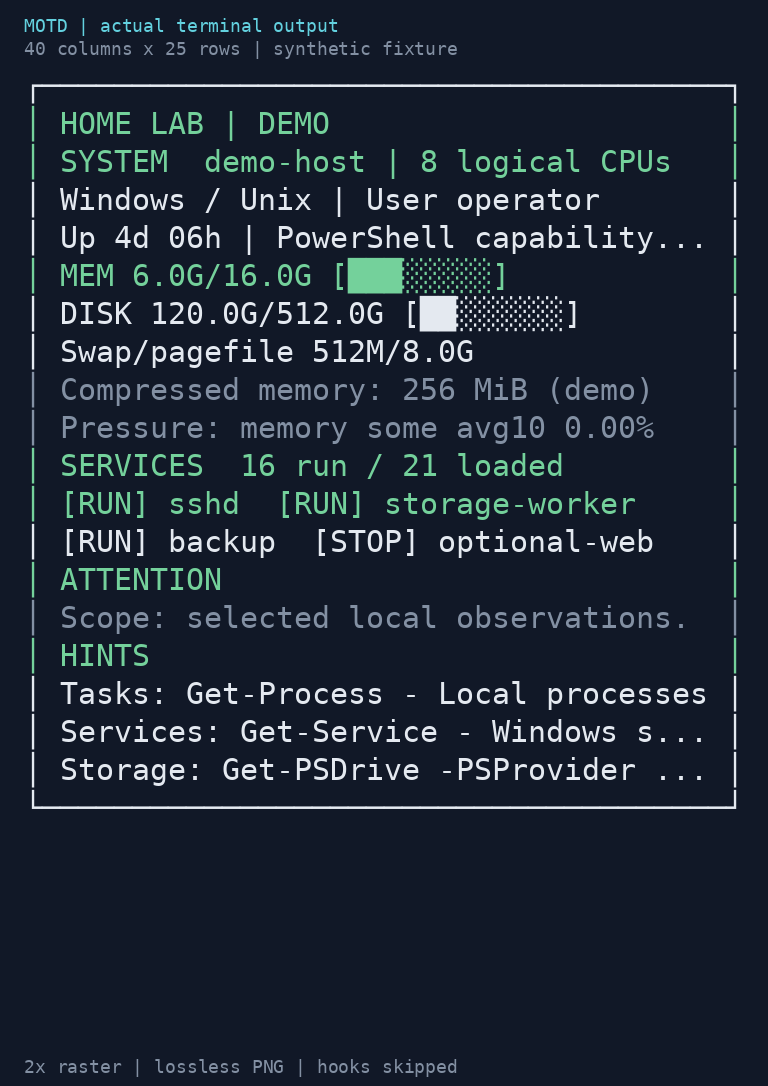 MOTD | actual terminal output
40 columns x 25 rows | synthetic fixture
HOME LAB | DEMO
SYSTEM  demo-host | 8 logical CPUs
Windows / Unix | User operator
Up 4d 06h | PowerShell capability...
MEM 6.0G/16.0G [███░░░░░]
DISK 120.0G/512.0G [██░░░░░░]
Swap/pagefile 512M/8.0G
Compressed memory: 256 MiB (demo)
Pressure: memory some avg10 0.00%
SERVICES  16 run / 21 loaded
[RUN] sshd  [RUN] storage-worker
[RUN] backup  [STOP] optional-web
ATTENTION
Scope: selected local observations.
HINTS
Tasks: Get-Process - Local processes
Services: Get-Service - Windows s...
Storage: Get-PSDrive -PSProvider ...
2x raster | lossless PNG | hooks skipped